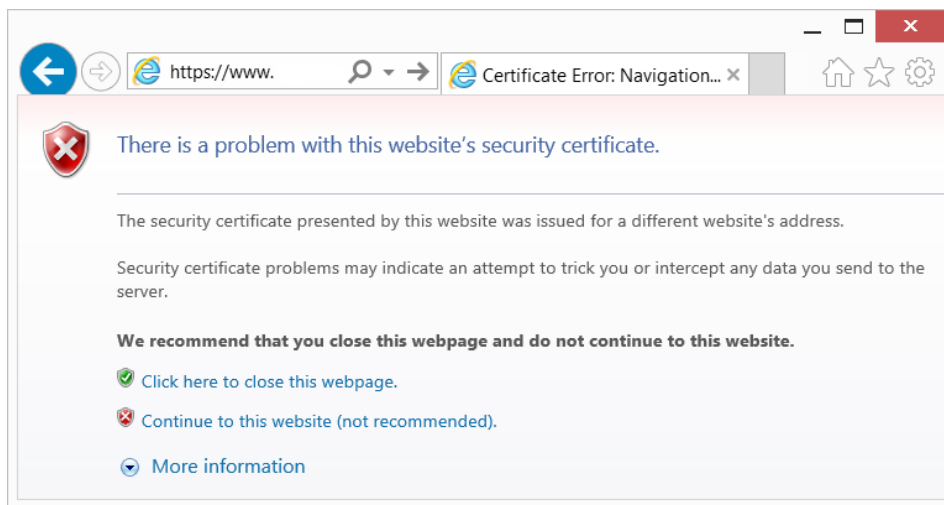 https://www.
Certificate Error: Navigation...
There is a problem with this website's security certificate.
The security certificate presented by this website was issued for a different website's address.
Security certificate problems may indicate an attempt to trick you or intercept any data you send to the
server.
We recommend that you close this webpage and do not continue to this website.
Click here to close this webpage.
Continue to this website (not recommended).
More information